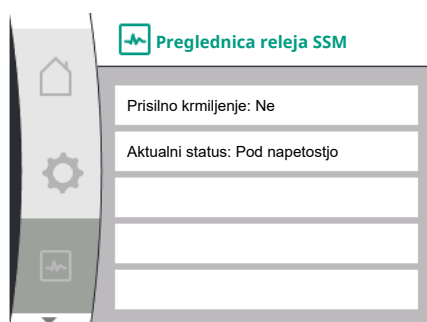 Preglednica releja SSM
Prisilno krmiljenje: Ne
Aktualni status: Pod napetostjo